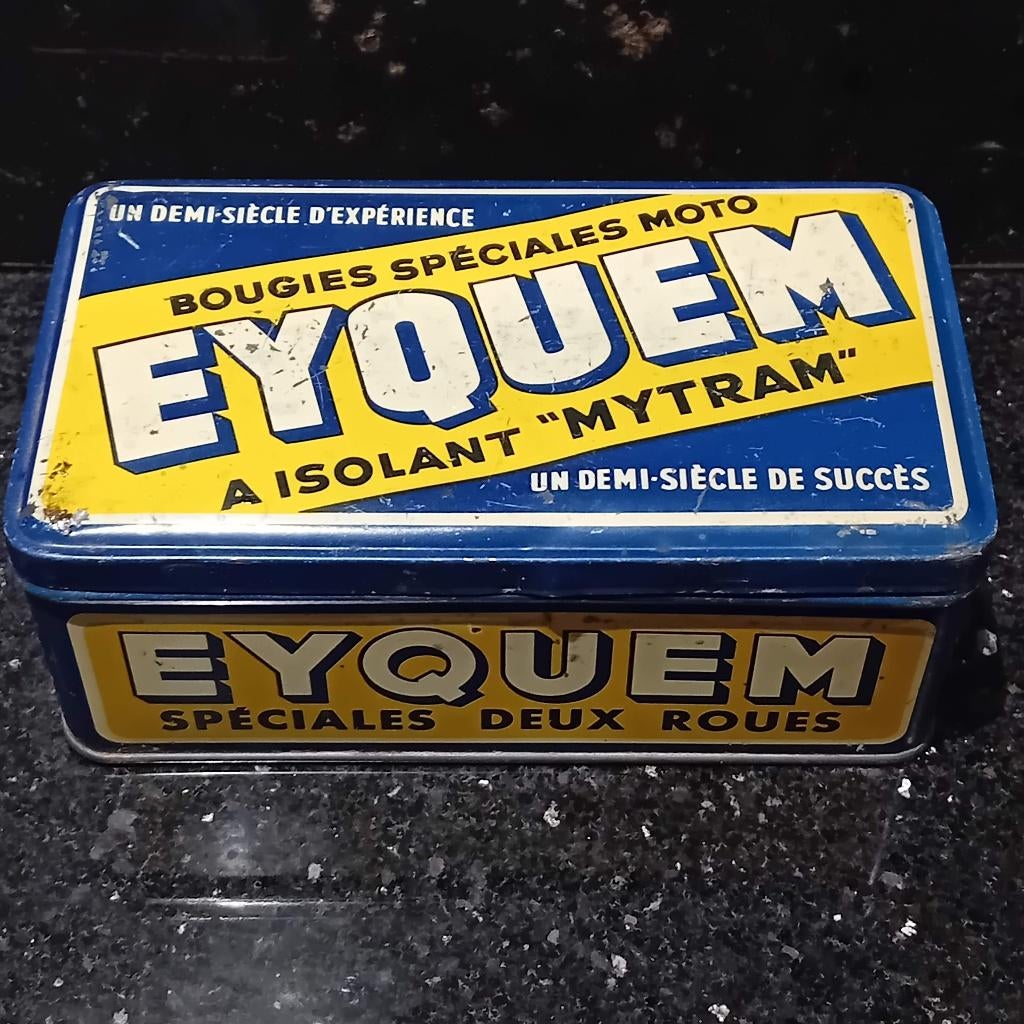 UN DEMI-SIÈCLE D'EXPÉRIENCE
BOUGIES SPÉCIALES MOTO
EYQUEM
A ISOLANT "MYTRAM"
UN DEMI-SIÈCLE DE SUCCÈS
EYQUEM
SPÉCIALES DEUX ROUES